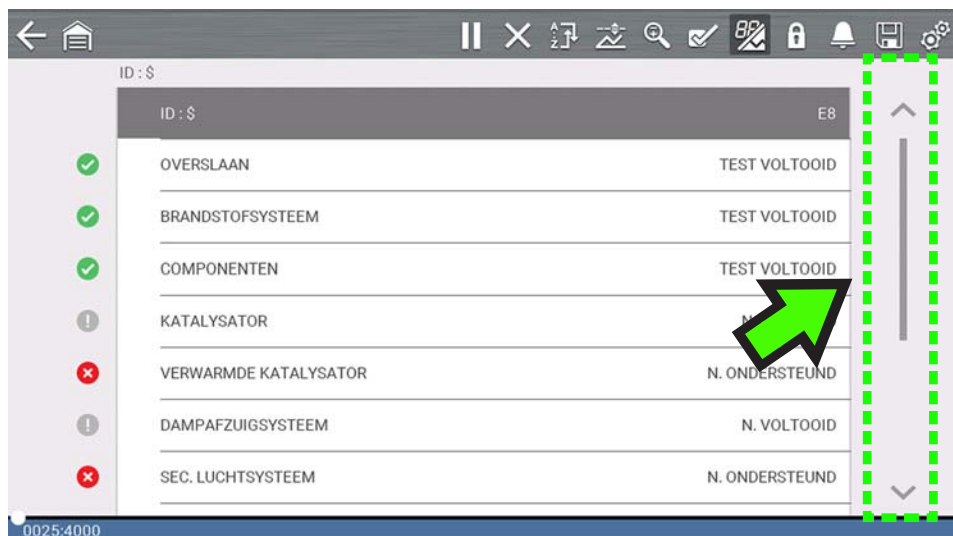 ID : $
ID : $ E8
OVERSLAAN TEST VOLTOOID
BRANDSTOFSYSTEEM TEST VOLTOOID
COMPONENTEN TEST VOLTOOID
KATALYSATOR
VERWARMDE KATALYSATOR N. ONDERSTEUND
DAMPAFZUIGSYSTEEM N. VOLTOOID
SEC. LUCHTSYSTEEM N. ONDERSTEUND
0025:4000